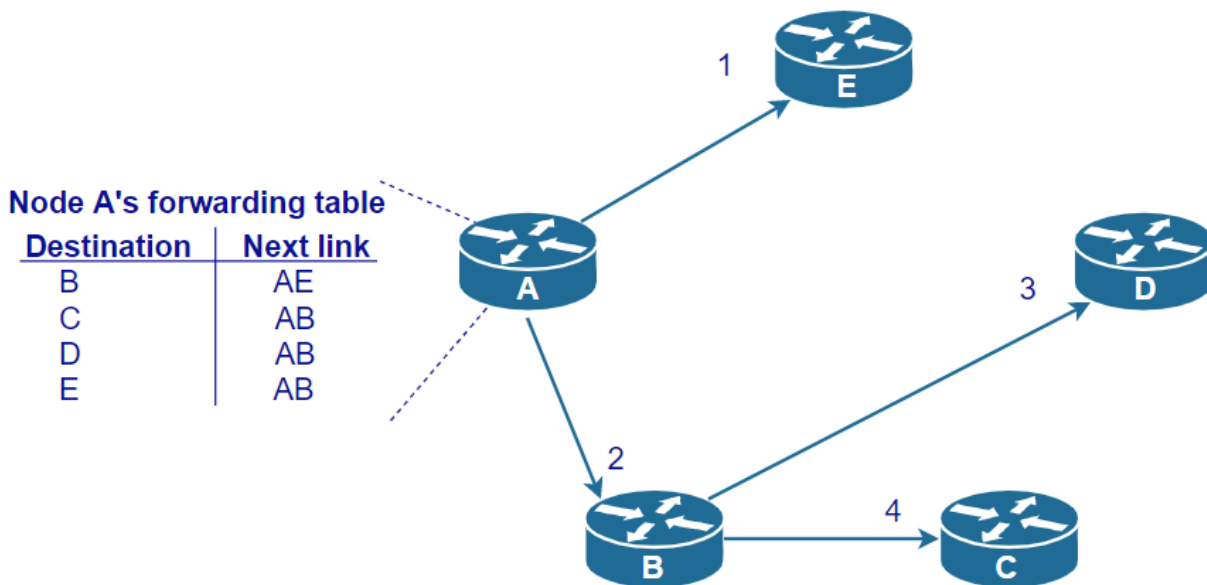 1
E
Node A's forwarding table
Destination Next link
B AE
C AB
D AB
E AB
A
3
D
2
4
B
C